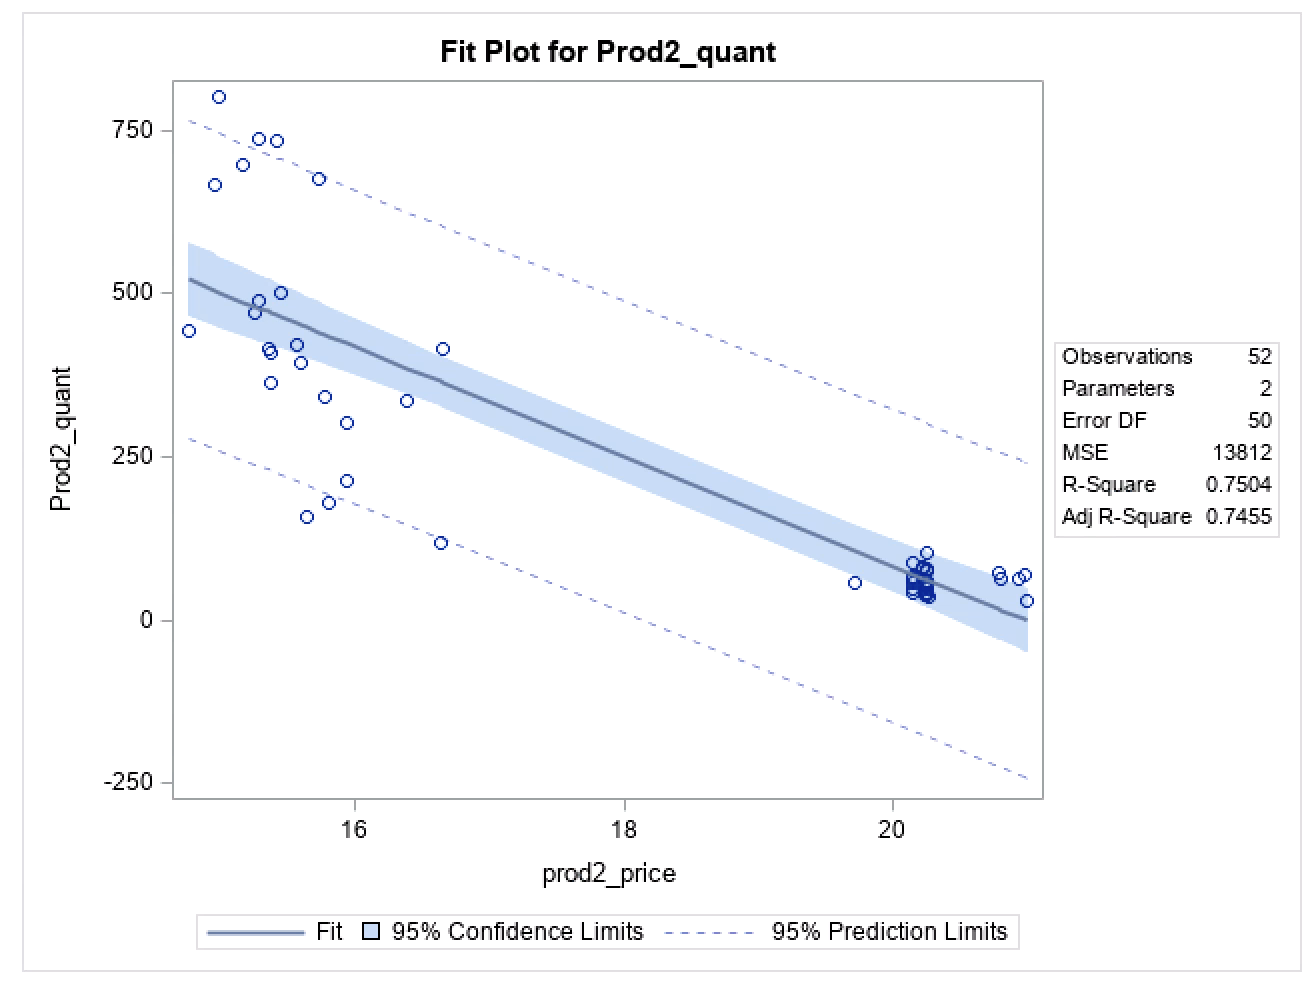 Fit Plot for Prod2_quant
750
500
250
0
-250
Prod2_quant
16 18 20
prod2_price
Observations 52
Parameters 2
Error DF 50
MSE 13812
R-Square 0.7504
Adj R-Square 0.7455
Fit 95% Confidence Limits 95% Prediction Limits